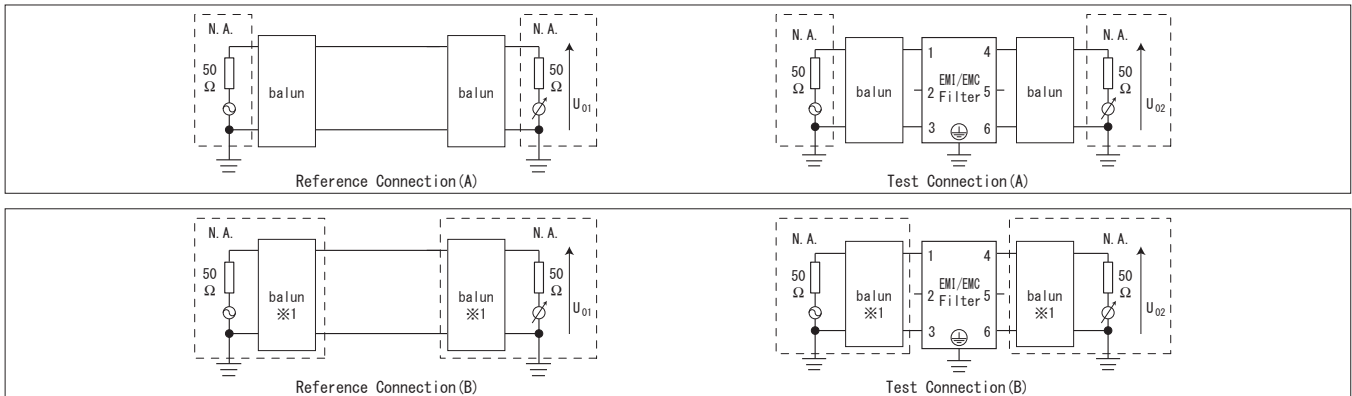 N.A.
50
Ω
balun
balun
N.A.
50
Ω
U01
Reference Connection(A)
N.A.
50
Ω
balun
1
2
3
EMI/EMC
Filter
4
5
6
balun
N.A.
50
Ω
U02
Test Connection(A)
N.A.
50
Ω
balun
※1
balun
※1
N.A.
50
Ω
U01
Reference Connection(B)
N.A.
50
Ω
balun
※1
1
2
3
EMI/EMC
Filter
4
5
6
balun
※1
N.A.
50
Ω
U02
Test Connection(B)